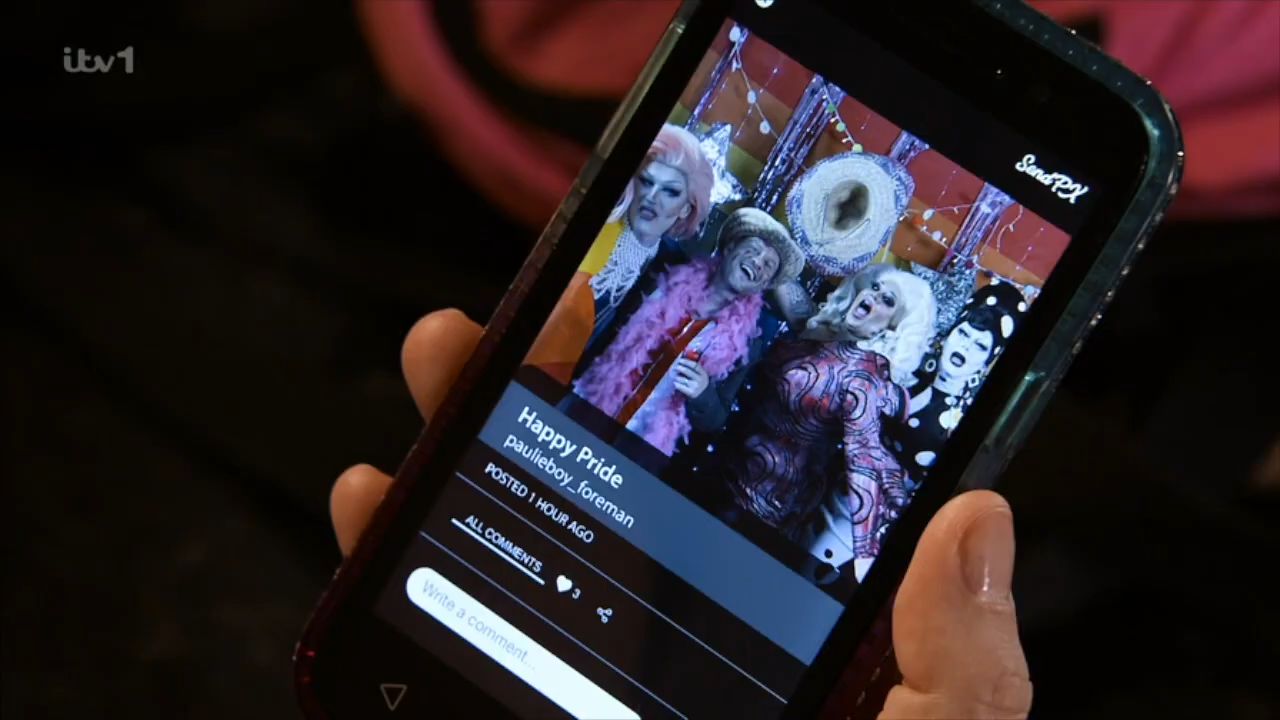 itv1
SendPX
Happy Pride
paulieboy_foreman
POSTED 1 HOUR AGO
ALL COMMENTS
3
Write a comment...